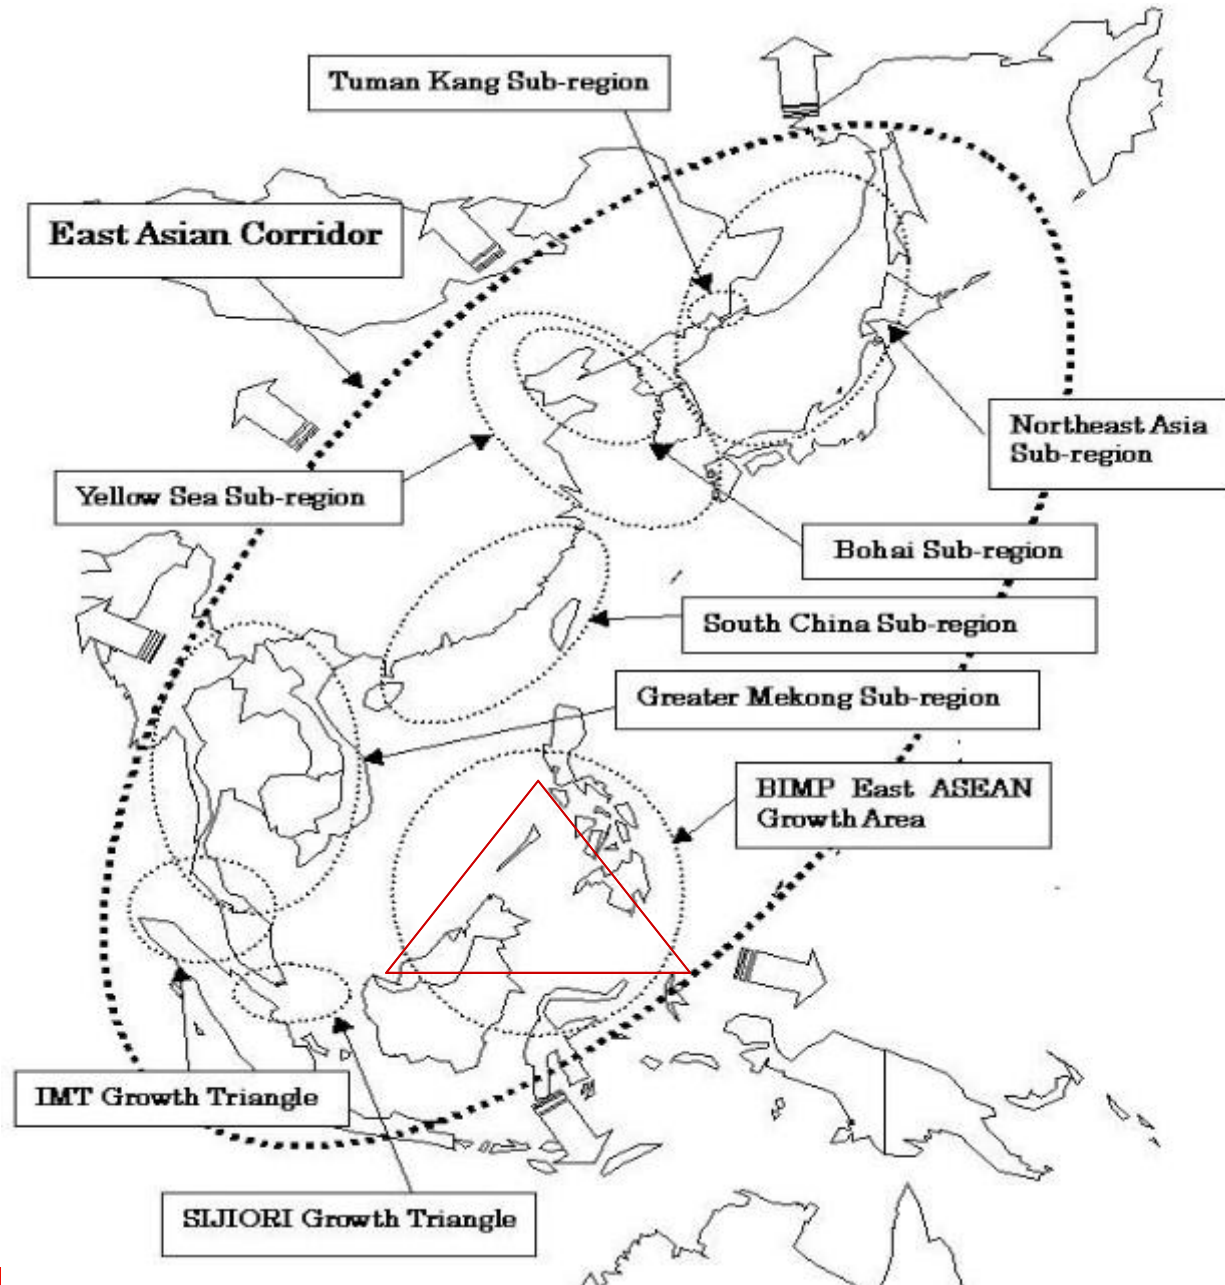 Tuman Kang Sub-region
East Asian Corridor
Northeast Asia
Sub-region
Yellow Sea Sub-region
Bohai Sub-region
South China Sub-region
Greater Mekong Sub-region
BIMP East ASEAN
Growth Area
IMT Growth Triangle
SIJIORI Growth Triangle